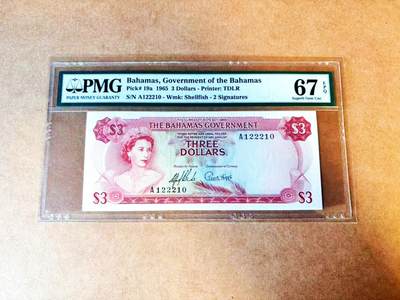 PMG
PAPER MONEY GUARANTY
Bahamas, Government of the Bahamas
Pick# 19a 1965 3 Dollars - Printer: TDLR
S/N A122210 - Wmk: Shellfish - 2 Signatures
67 EPQ
Superb Gem Unc
$3
THE BAHAMAS GOVERNMENT
$3
THREE
DOLLARS
A122210
A122210
$3
$3